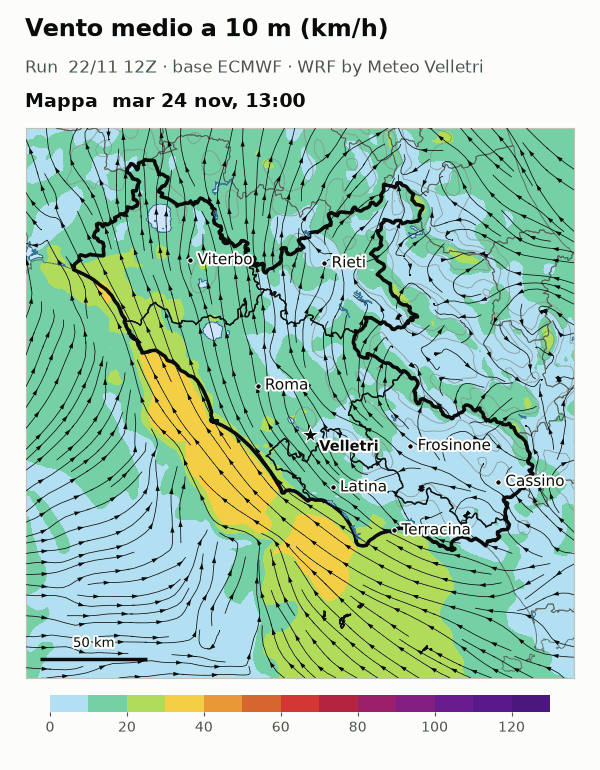 Vento medio a 10 m (km/h)
Run  22/11 12Z · base ECMWF · WRF by Meteo Velletri
Mappa  mar 24 nov, 13:00
Viterbo
Rieti
Roma
Velletri
Frosinone
Latina
Cassino
Terracina
50 km
0 20 40 60 80 100 120